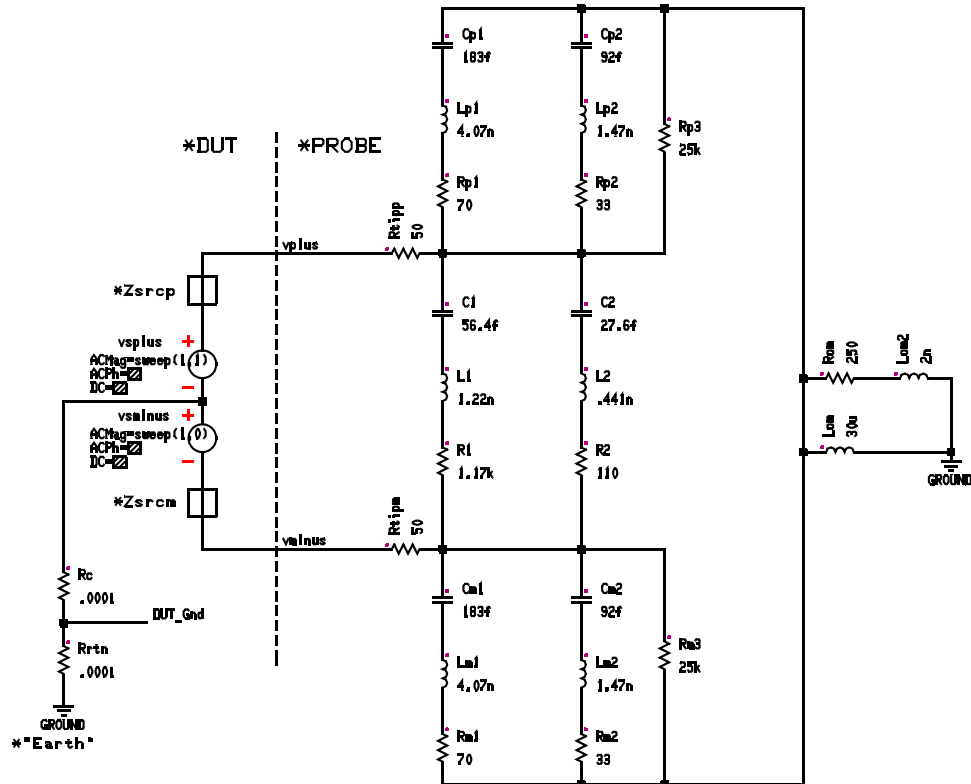 Cp1
183f
Cp2
92f
Lp1
4.07n
Lp2
1.47n
Rp3
25k
*DUT
*PROBE
Rp1
70
Rp2
33
Rtipp
50
vplus
*Zsrcp
C1
56.4f
C2
27.6f
vsplus
+
ACMag=sweep(1,1)
ACPh=
DC=
-
L1
1.22n
L2
.441n
Rom
250
Lom2
2n
vsminus
+
ACMag=sweep(1,0)
ACPh=
DC=
-
R1
1.17k
R2
110
Lom
30u
GROUND
*Zsrcm
Rtipm
50
vminus
Rc
.0001
Cm1
183f
Cm2
92f
DUT_Gnd
Rrtn
.0001
Lm1
4.07n
Lm2
1.47n
Rm3
25k
GROUND
*"Earth"
Rm1
70
Rm2
33